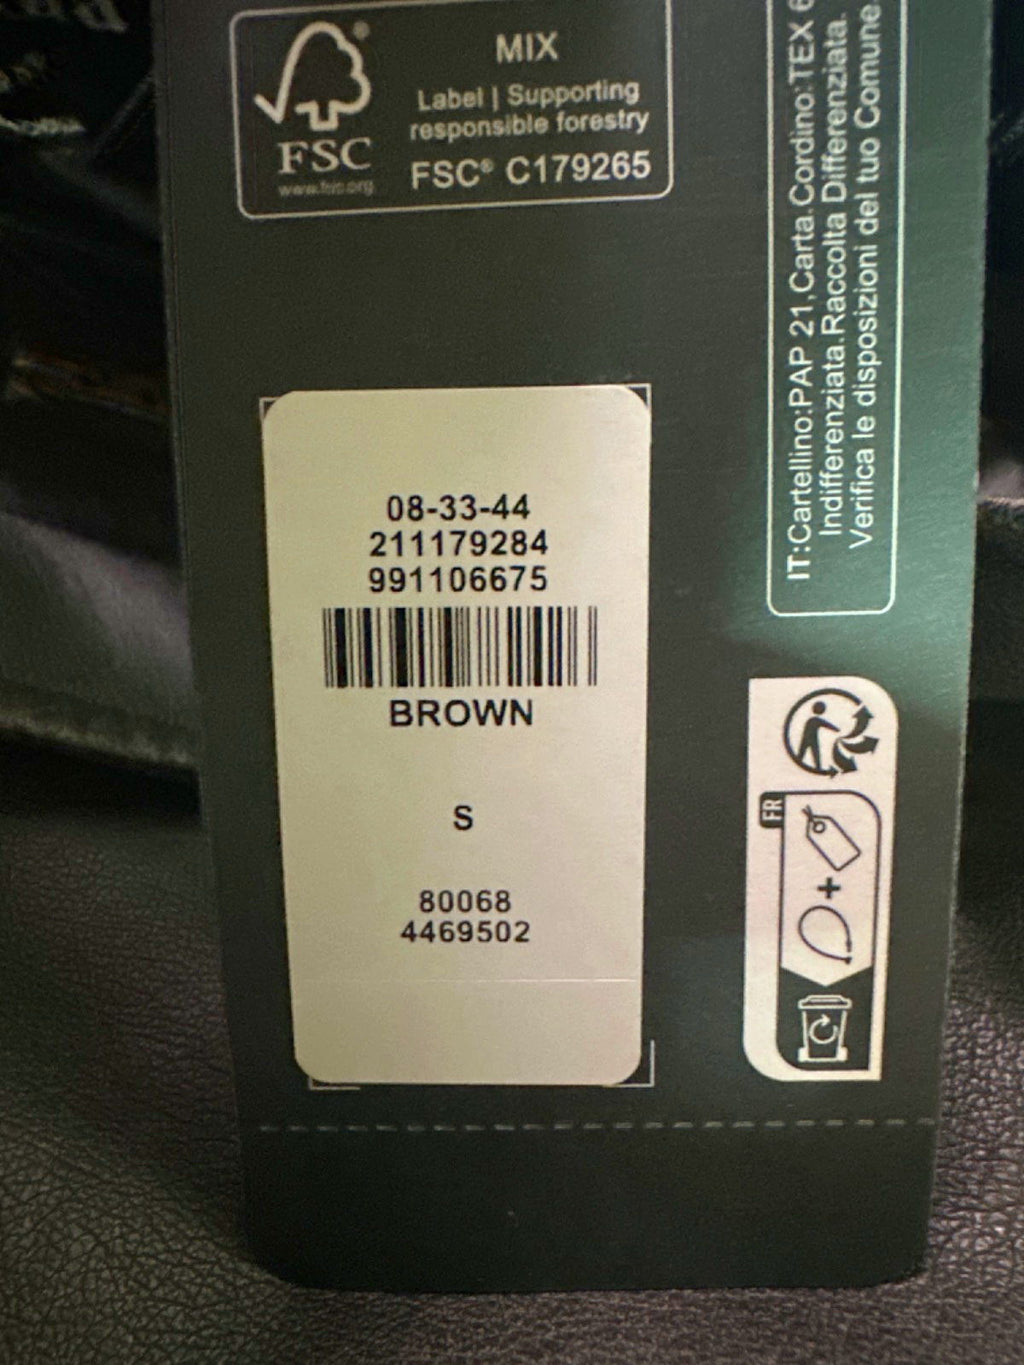 MIX
Label | Supporting
responsible forestry
FSC® C179265
FSC®
www.fsc.org
IT:Cartellino:PAP 21,Carta.Cordino:TEX 6
Indifferenziata.Raccolta Differenziata.
Verifica le disposizioni del tuo Comune.
08-33-44
211179284
991106675
BROWN
S
80068
4469502
FR